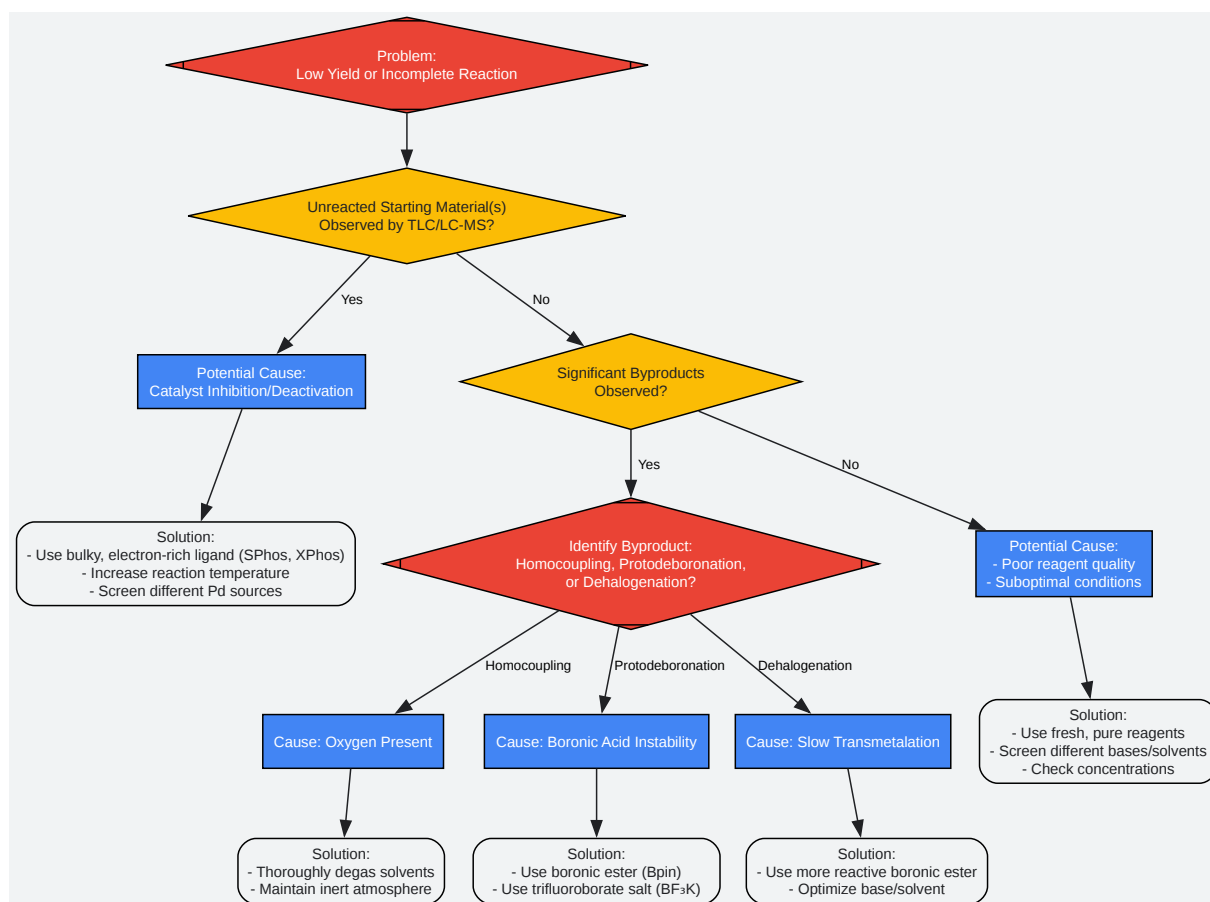 Problem:
Low Yield or Incomplete Reaction
Unreacted Starting Material(s)
Observed by TLC/LC-MS?
Yes
No
Potential Cause:
Catalyst Inhibition/Deactivation
Significant Byproducts
Observed?
Yes
No
Solution:
- Use bulky, electron-rich ligand (SPhos, XPhos)
- Increase reaction temperature
- Screen different Pd sources
Identify Byproduct:
Homocoupling, Protodeboronation,
or Dehalogenation?
Potential Cause:
- Poor reagent quality
- Suboptimal conditions
Homocoupling
Protodeboronation
Dehalogenation
Cause: Oxygen Present
Cause: Boronic Acid Instability
Cause: Slow Transmetalation
Solution:
- Use fresh, pure reagents
- Screen different bases/solvents
- Check concentrations
Solution:
- Thoroughly degas solvents
- Maintain inert atmosphere
Solution:
- Use boronic ester (Bpin)
- Use trifluoroborate salt (BF₃K)
Solution:
- Use more reactive boronic ester
- Optimize base/solvent